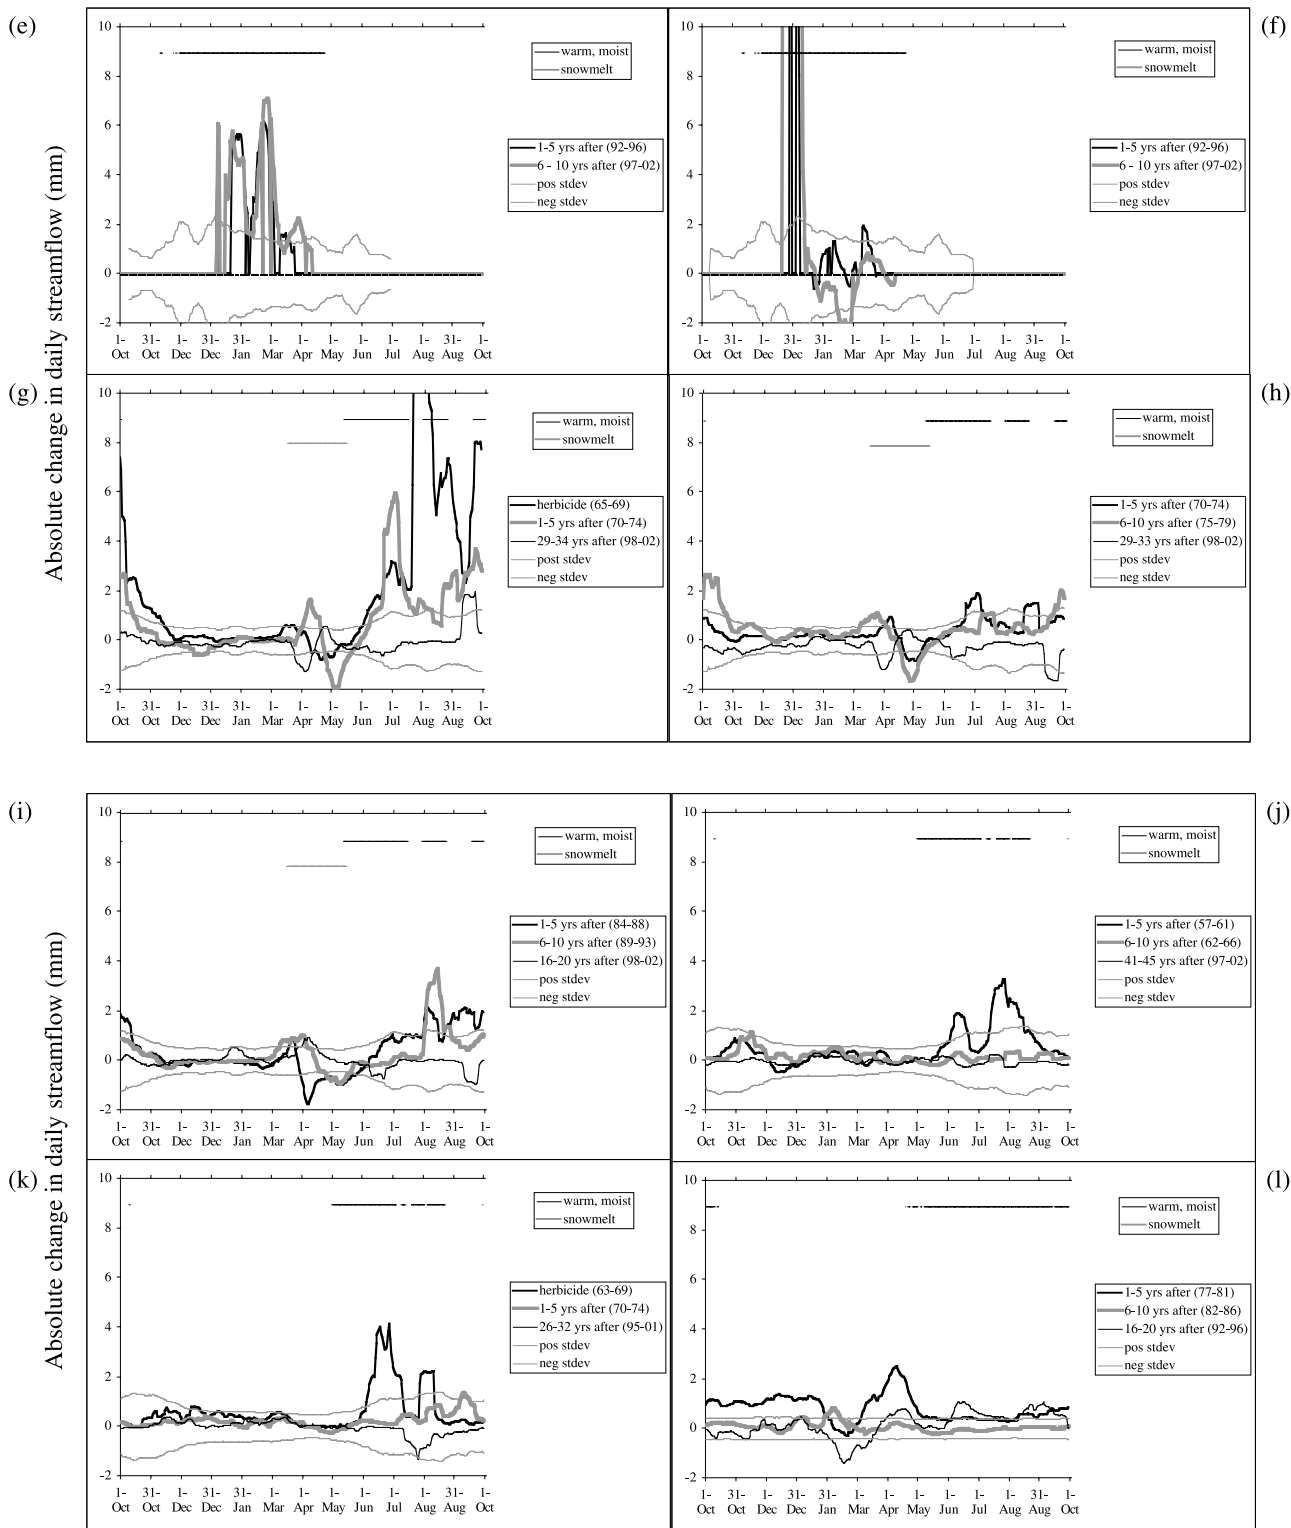 (e)
10
8
6
4
2
0
-2
1- 31- 1- 31- 31- 1- 1- 1- 1- 1- 1- 31- 1-
Oct Oct Dec Dec Jan Mar Apr May Jun Jul Aug Aug Oct
warm, moist
snowmelt
1-5 yrs after (92-96)
6 - 10 yrs after (97-02)
pos stdev
neg stdev
(f)
10
8
6
4
2
0
-2
1- 31- 1- 31- 31- 1- 1- 1- 1- 1- 1- 31- 1-
Oct Oct Dec Dec Jan Mar Apr May Jun Jul Aug Aug Oct
warm, moist
snowmelt
1-5 yrs after (92-96)
6 - 10 yrs after (97-02)
pos stdev
neg stdev
Absolute change in daily streamflow (mm)
(g)
10
8
6
4
2
0
-2
1- 31- 1- 31- 31- 1- 1- 1- 1- 1- 1- 31- 1-
Oct Oct Dec Dec Jan Mar Apr May Jun Jul Aug Aug Oct
warm, moist
snowmelt
herbicide (65-69)
1-5 yrs after (70-74)
29-34 yrs after (98-02)
post stdev
neg stdev
(h)
10
8
6
4
2
0
-2
1- 31- 1- 31- 31- 1- 1- 1- 1- 1- 1- 31- 1-
Oct Oct Dec Dec Jan Mar Apr May Jun Jul Aug Aug Oct
warm, moist
snowmelt
1-5 yrs after (70-74)
6-10 yrs after (75-79)
29-33 yrs after (98-02)
pos stdev
neg stdev
(i)
10
8
6
4
2
0
-2
1- 31- 1- 31- 31- 1- 1- 1- 1- 1- 1- 31- 1-
Oct Oct Dec Dec Jan Mar Apr May Jun Jul Aug Aug Oct
warm, moist
snowmelt
1-5 yrs after (84-88)
6-10 yrs after (89-93)
16-20 yrs after (98-02)
pos stdev
neg stdev
(j)
10
8
6
4
2
0
-2
1- 31- 1- 31- 31- 1- 1- 1- 1- 1- 1- 31- 1-
Oct Oct Dec Dec Jan Mar Apr May Jun Jul Aug Aug Oct
warm, moist
snowmelt
1-5 yrs after (57-61)
6-10 yrs after (62-66)
41-45 yrs after (97-02)
pos stdev
neg stdev
Absolute change in daily streamflow (mm)
(k)
10
8
6
4
2
0
-2
1- 31- 1- 31- 31- 1- 1- 1- 1- 1- 1- 31- 1-
Oct Oct Dec Dec Jan Mar Apr May Jun Jul Aug Aug Oct
warm, moist
snowmelt
herbicide (63-69)
1-5 yrs after (70-74)
26-32 yrs after (95-01)
pos stdev
neg stdev
(l)
10
8
6
4
2
0
-2
1- 31- 1- 31- 31- 1- 1- 1- 1- 1- 1- 31- 1-
Oct Oct Dec Dec Jan Mar Apr May Jun Jul Aug Aug Oct
warm, moist
snowmelt
1-5 yrs after (77-81)
6-10 yrs after (82-86)
16-20 yrs after (92-96)
pos stdev
neg stdev